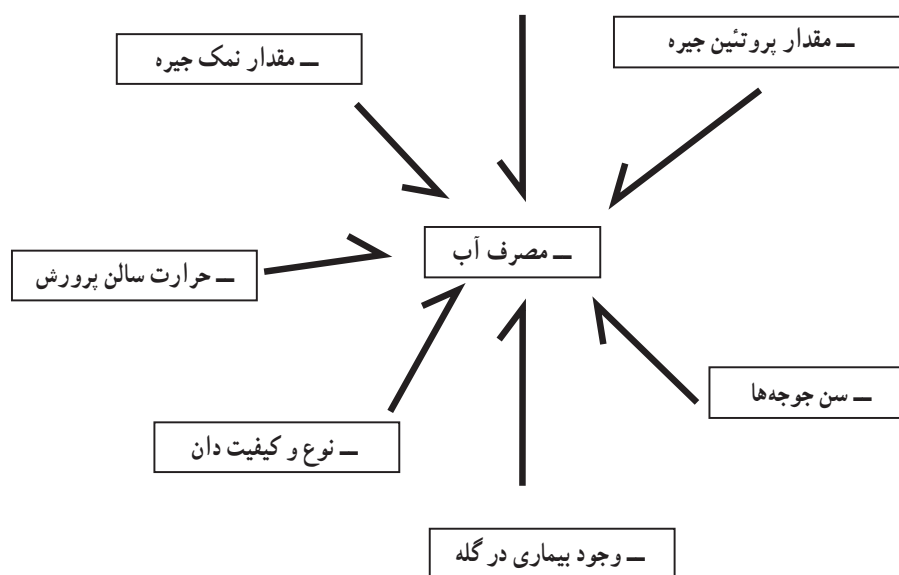 ـ مقدار پروتئین جیره
ـ مقدار نمک جیره
ـ مصرف آب
ـ حرارت سالن پرورش
ـ سن جوجه‌ها
ـ نوع و کیفیت دان
ـ وجود بیماری در گله